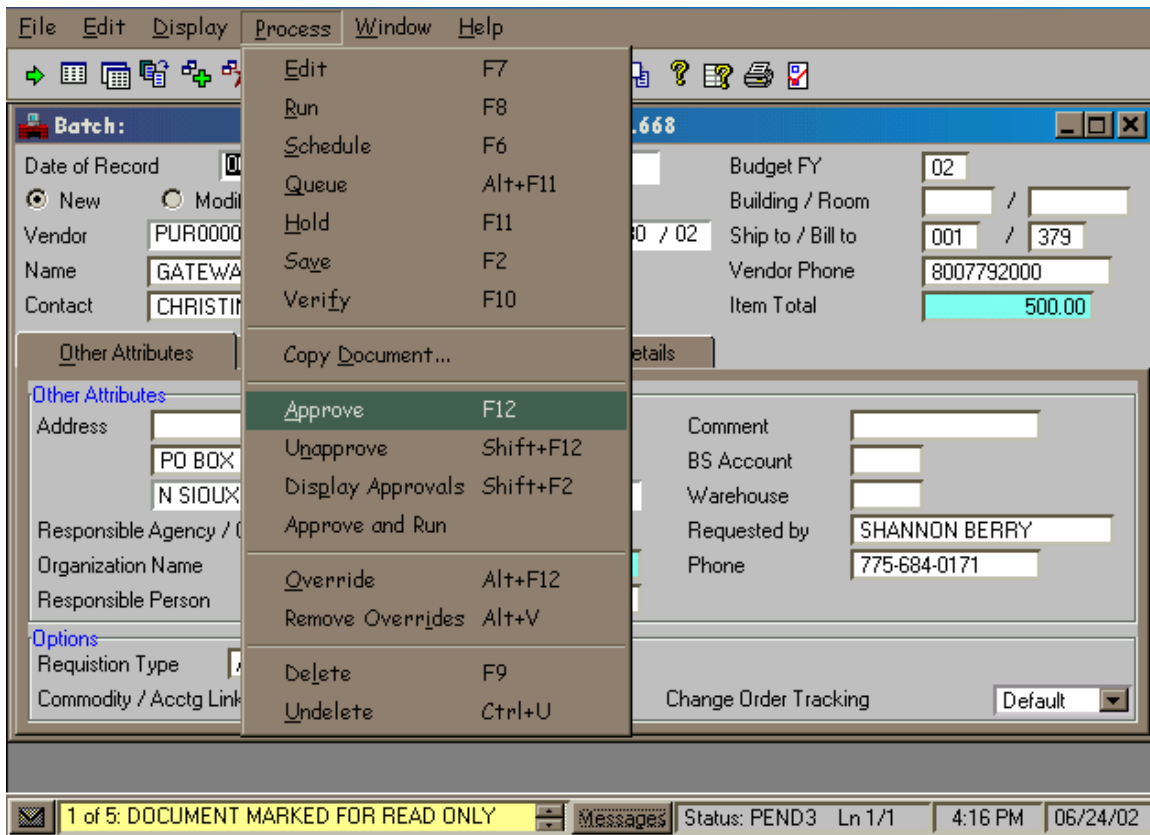 File Edit Display Process Window Help
Batch: .668
Edit F7
Run F8
Schedule F6
Queue Alt+F11
Hold F11
Save F2
Verify F10
Copy Document...
Approve F12
Unapprove Shift+F12
Display Approvals Shift+F2
Approve and Run
Override Alt+F12
Remove Overrides Alt+V
Delete F9
Undelete Ctrl+U
Date of Record Budget FY 02
New Building / Room /
Vendor / 02 Ship to / Bill to 001 / 379
Name Vendor Phone 8007792000
Contact Item Total 500.00
Other Attributes
Other Attributes
Address Comment
PO BOX BS Account
N SIOUX Warehouse
Responsible Agency / Requested by SHANNON BERRY
Organization Name Phone 775-684-0171
Responsible Person
Options
Requistion Type
Commodity / Acctg Link Change Order Tracking Default
1 of 5: DOCUMENT MARKED FOR READ ONLY Messages Status: PEND3 Ln 1/1 4:16 PM 06/24/02